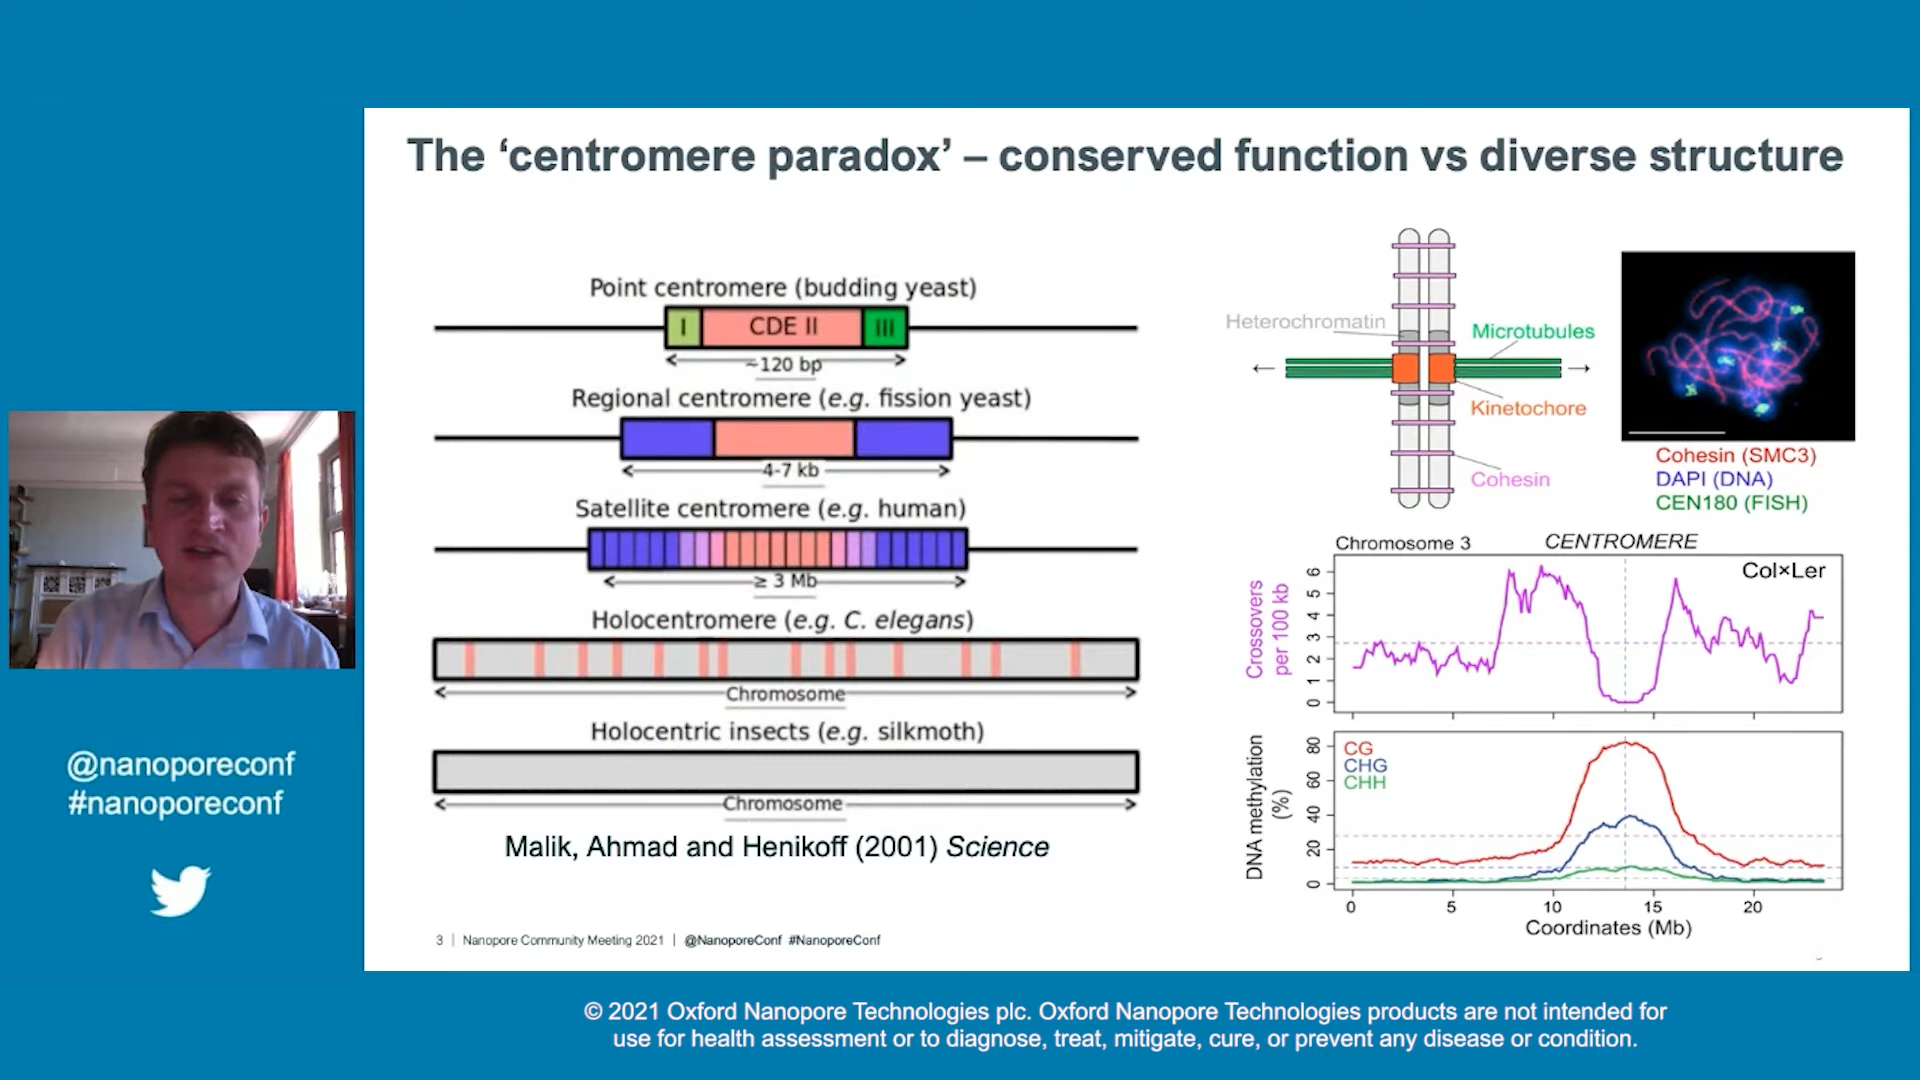 The ‘centromere paradox’ – conserved function vs diverse structure
Point centromere (budding yeast)
I CDE II III
~120 bp
Regional centromere (e.g. fission yeast)
4-7 kb
Satellite centromere (e.g. human)
≥ 3 Mb
Holocentromere (e.g. C. elegans)
Chromosome
Holocentric insects (e.g. silkmoth)
Chromosome
Malik, Ahmad and Henikoff (2001) Science
Heterochromatin
Microtubules
Kinetochore
Cohesin
Cohesin (SMC3)
DAPI (DNA)
CEN180 (FISH)
Chromosome 3 CENTROMERE
Col×Ler
Crossovers
per 100 kb
6
5
4
3
2
1
0
DNA methylation
(%)
CG
CHG
CHH
80
60
40
20
0
0 5 10 15 20
Coordinates (Mb)
3 | Nanopore Community Meeting 2021 | @NanoporeConf #NanoporeConf
@nanoporeconf
#nanoporeconf
© 2021 Oxford Nanopore Technologies plc. Oxford Nanopore Technologies products are not intended for
use for health assessment or to diagnose, treat, mitigate, cure, or prevent any disease or condition.